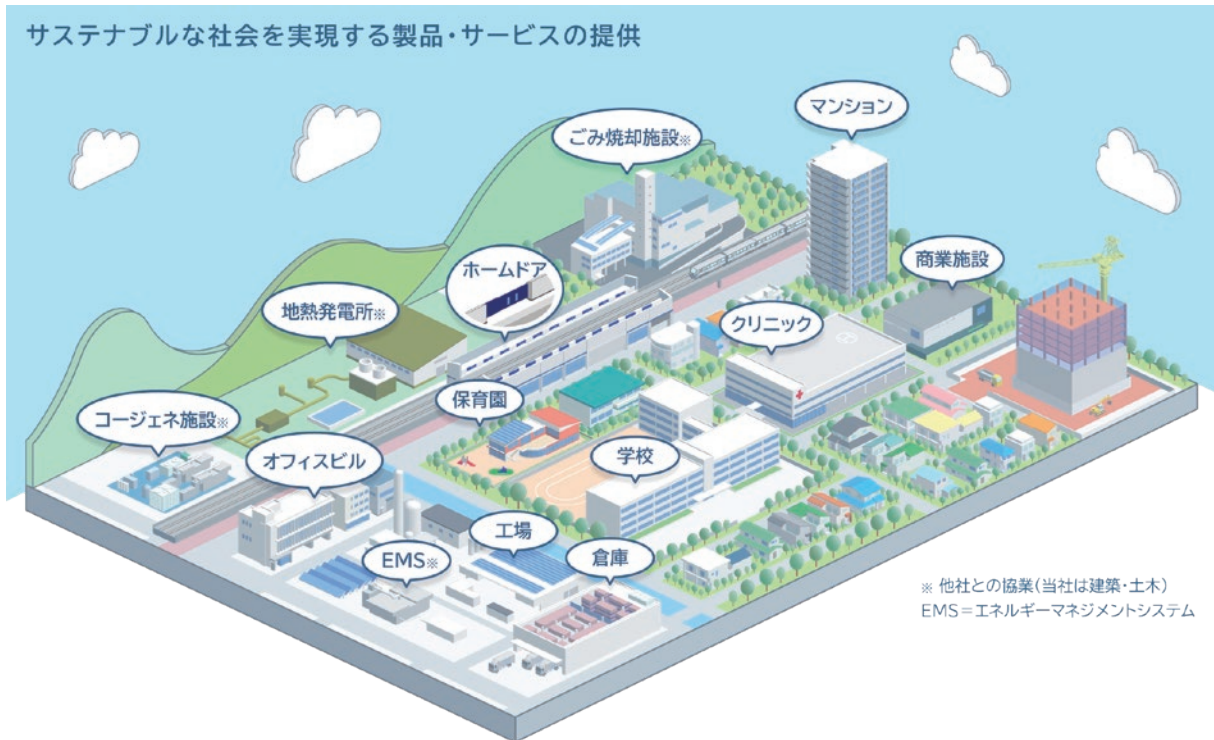 サステナブルな社会を実現する製品・サービスの提供
マンション
ごみ焼却施設※
商業施設
ホームドア
地熱発電所※
クリニック
保育園
コージェネ施設※
オフィスビル
学校
工場
EMS※
倉庫
※ 他社との協業(当社は建築・土木)
EMS=エネルギーマネジメントシステム